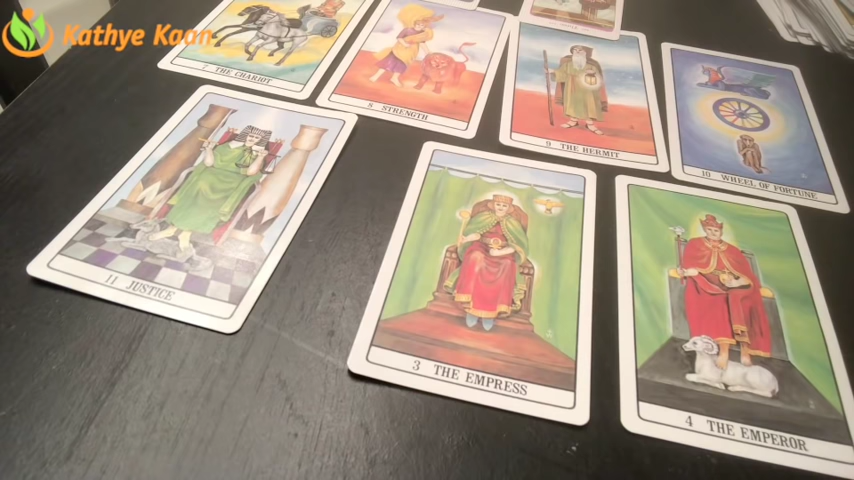 Kathye Kaan
7 THE CHARIOT
8 STRENGTH
9 THE HERMIT
10 WHEEL OF FORTUNE
11 JUSTICE
3 THE EMPRESS
4 THE EMPEROR